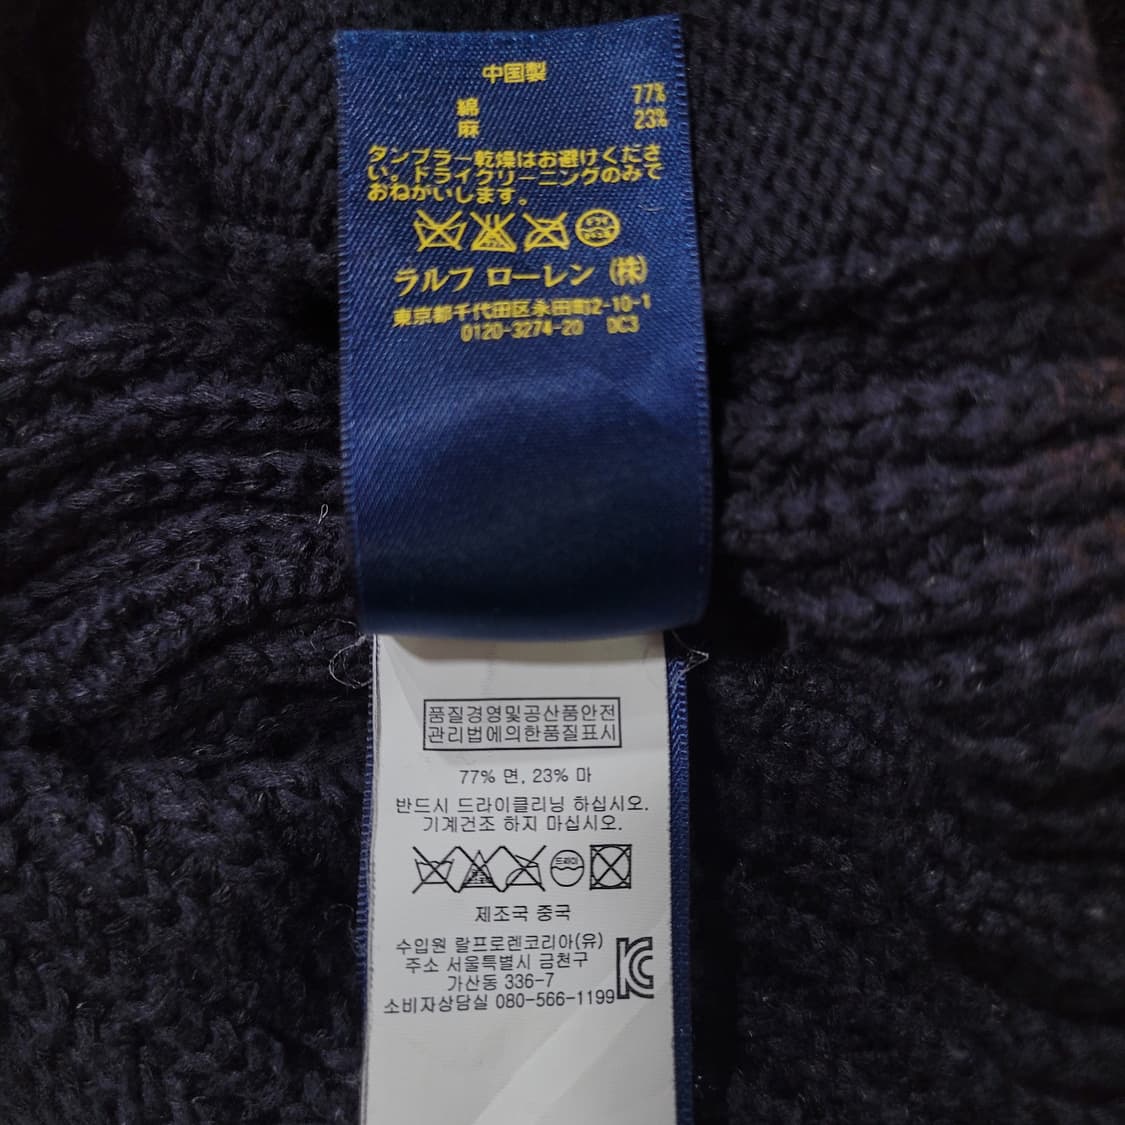 中国製
綿 77%
麻 23%
タンブラー乾燥はお避けくださ
い。ドライクリーニングのみで
おねがいします。
ラルフ ローレン (株)
東京都千代田区永田町2-10-1
0120-3274-20 DC3
품질경영및공산품안전
관리법에의한품질표시
77% 면, 23% 마
반드시 드라이클리닝 하십시오.
기계건조 하지 마십시오.
드라이
제조국 중국
수입원 랄프로렌코리아(유)
주소 서울특별시 금천구
가산동 336-7
소비자상담실 080-566-1199